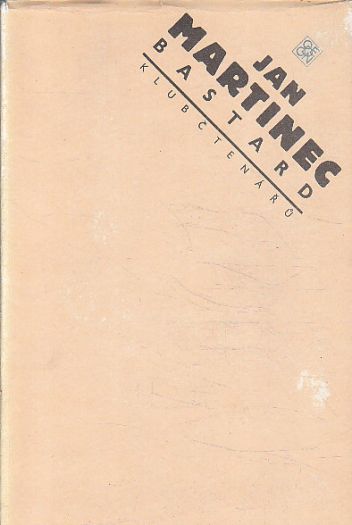 JAN
MARTINEC
BASTARD
KLUB ČTENÁŘŮ